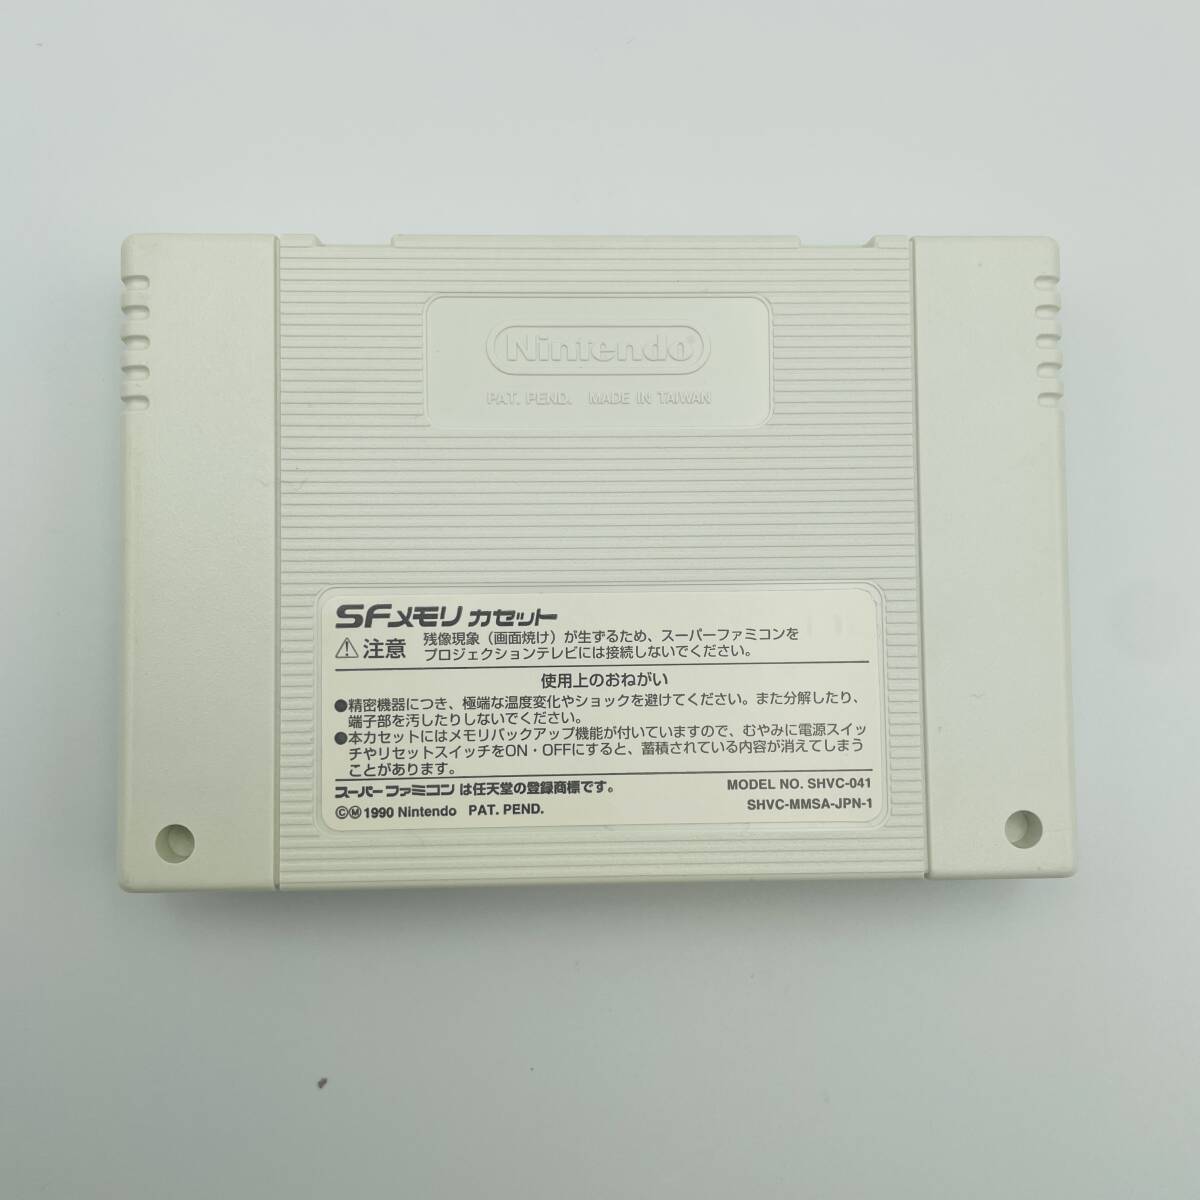 Nintendo®
PAT. PEND. MADE IN TAIWAN
SFメモリ カセット
⚠注意 残像現象（画面焼け）が生ずるため、スーパーファミコンを
プロジェクションテレビには接続しないでください。
使用上のおねがい
●精密機器につき、極端な温度変化やショックを避けてください。また分解したり、
端子部を汚したりしないでください。
●本カセットにはメモリバックアップ機能が付いていますので、むやみに電源スイッ
チやリセットスイッチをON・OFFにすると、蓄積されている内容が消えてしまう
ことがあります。
スーパーファミコン は任天堂の登録商標です。
MODEL NO. SHVC-041
ⒸⓂ1990 Nintendo PAT. PEND.
SHVC-MMSA-JPN-1